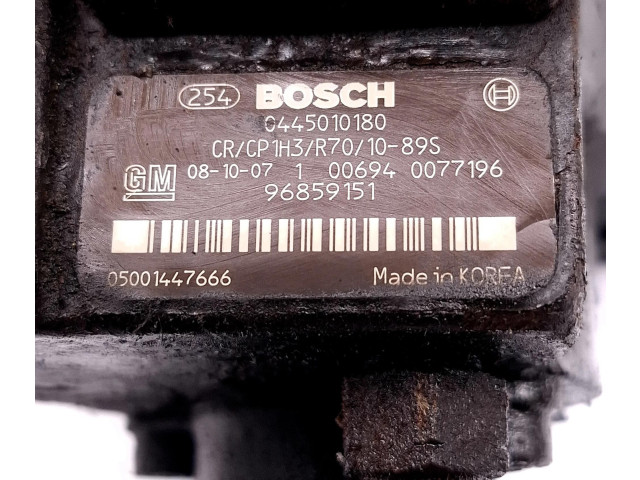 254 BOSCH
0445010180
CR/CP1H3/R70/10-89S
GM 08-10-07 1 00694 0077196
96859151
05001447666 Made in KOREA